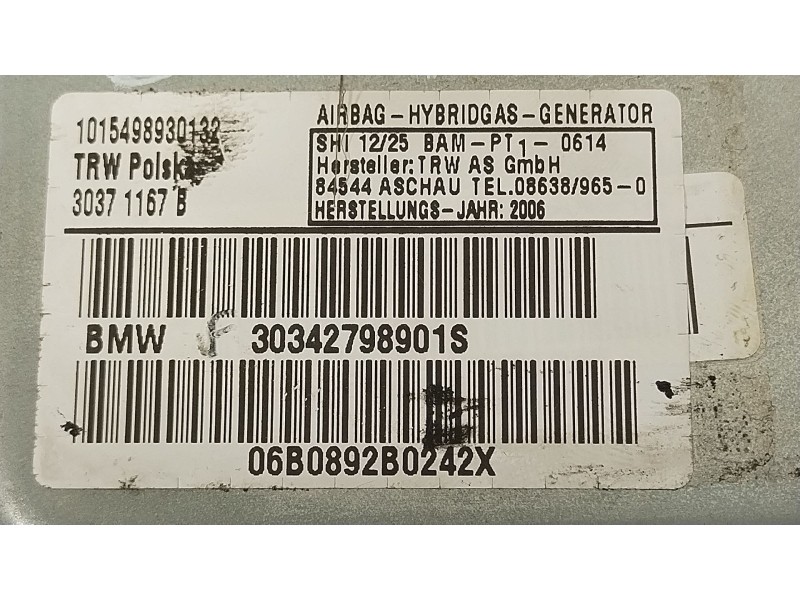 1015498930132
TRW Polska
3037 1167 B
AIRBAG-HYBRIDGAS-GENERATOR
SHI 12/25 BAM-PT1-0614
Hersteller:TRW AS GmbH
84544 ASCHAU TEL.08638/965-0
HERSTELLUNGS-JAHR: 2006
BMW 30342798901S
06B0892B0242X